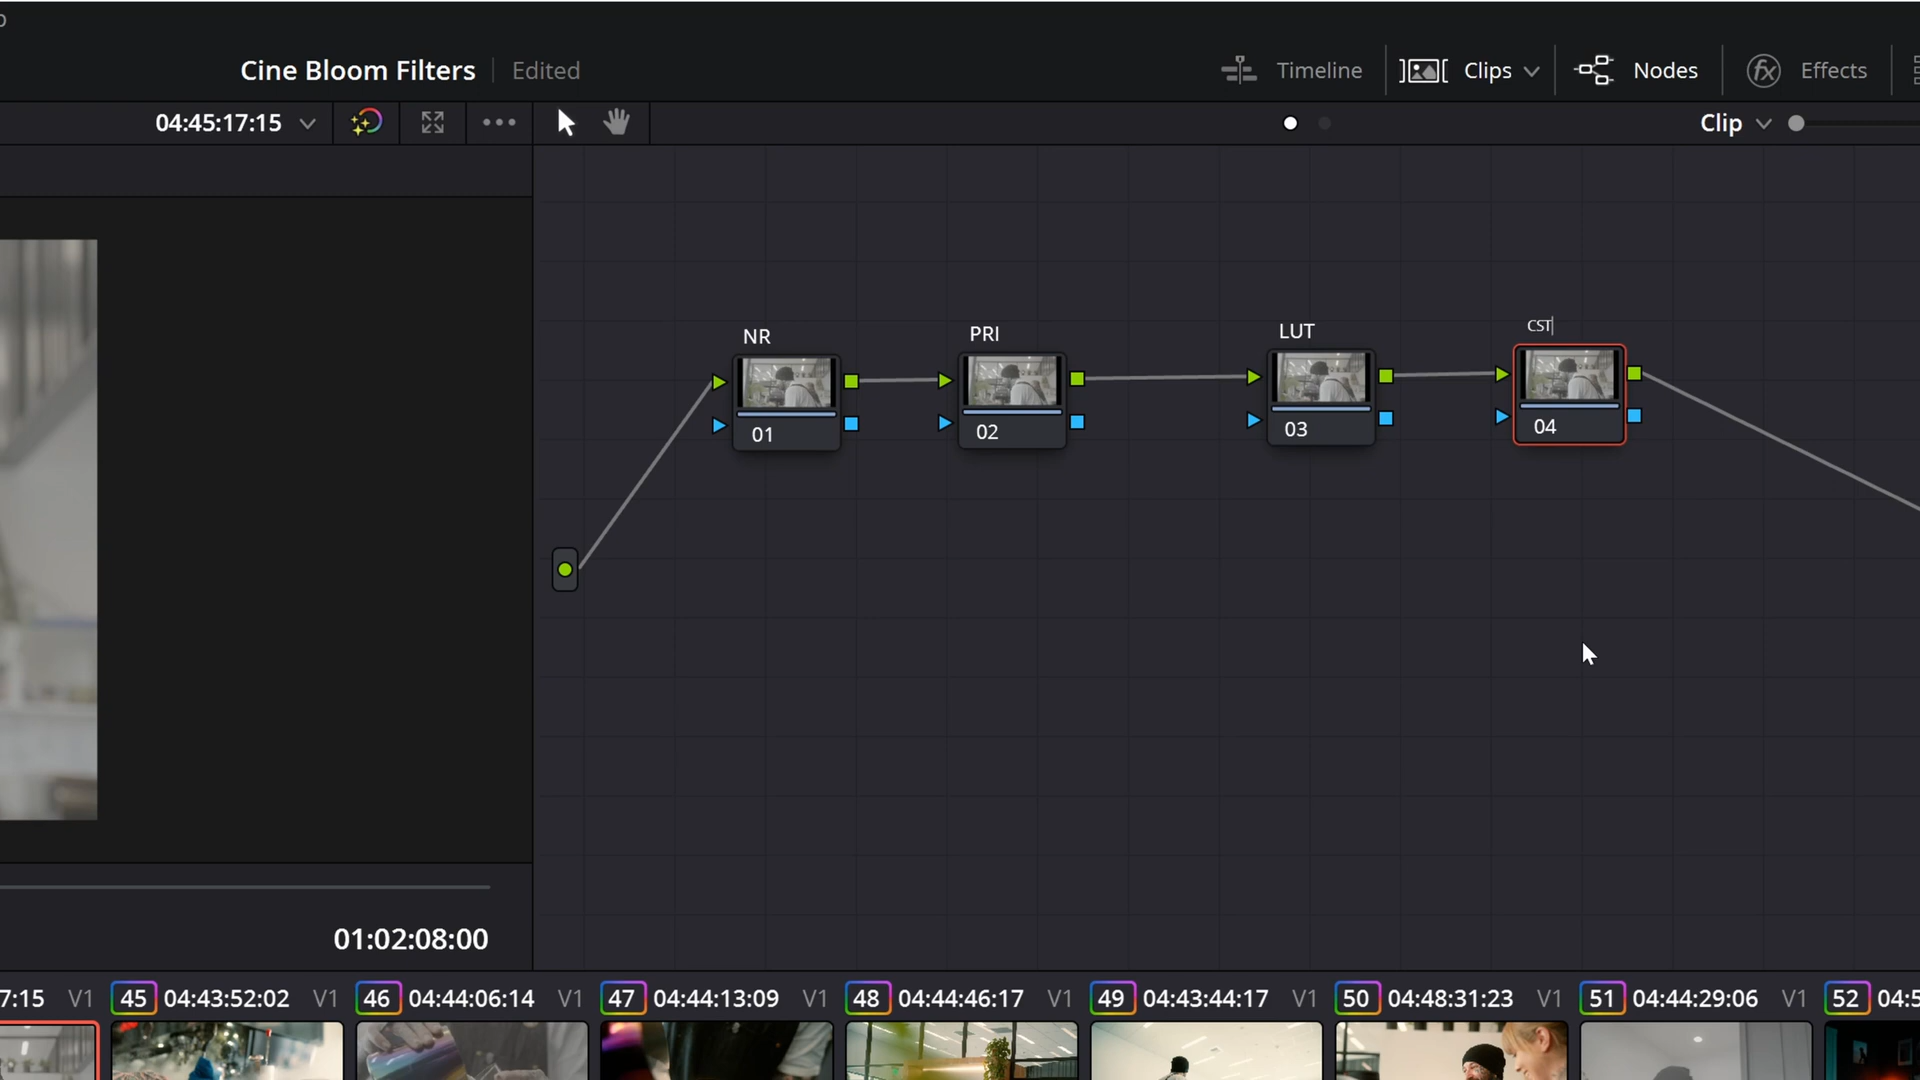 Cine Bloom Filters Edited
Timeline Clips Nodes fx Effects
04:45:17:15
Clip
NR PRI LUT CST
01 02 03 04
01:02:08:00
7:15 V1 45 04:43:52:02 V1 46 04:44:06:14 V1 47 04:44:13:09 V1 48 04:44:46:17 V1 49 04:43:44:17 V1 50 04:48:31:23 V1 51 04:44:29:06 V1 52 04:5